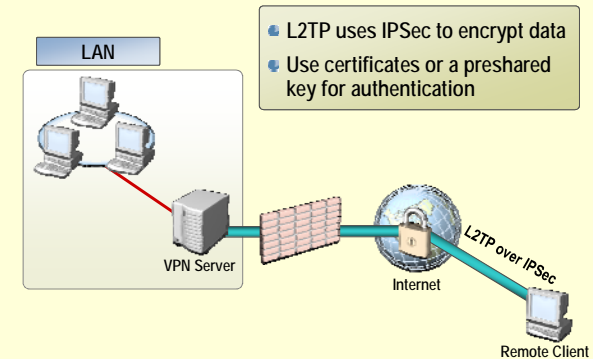 L2TP uses IPSec to encrypt data
Use certificates or a preshared
key for authentication
LAN
VPN Server
Internet
L2TP over IPSec
Remote Client